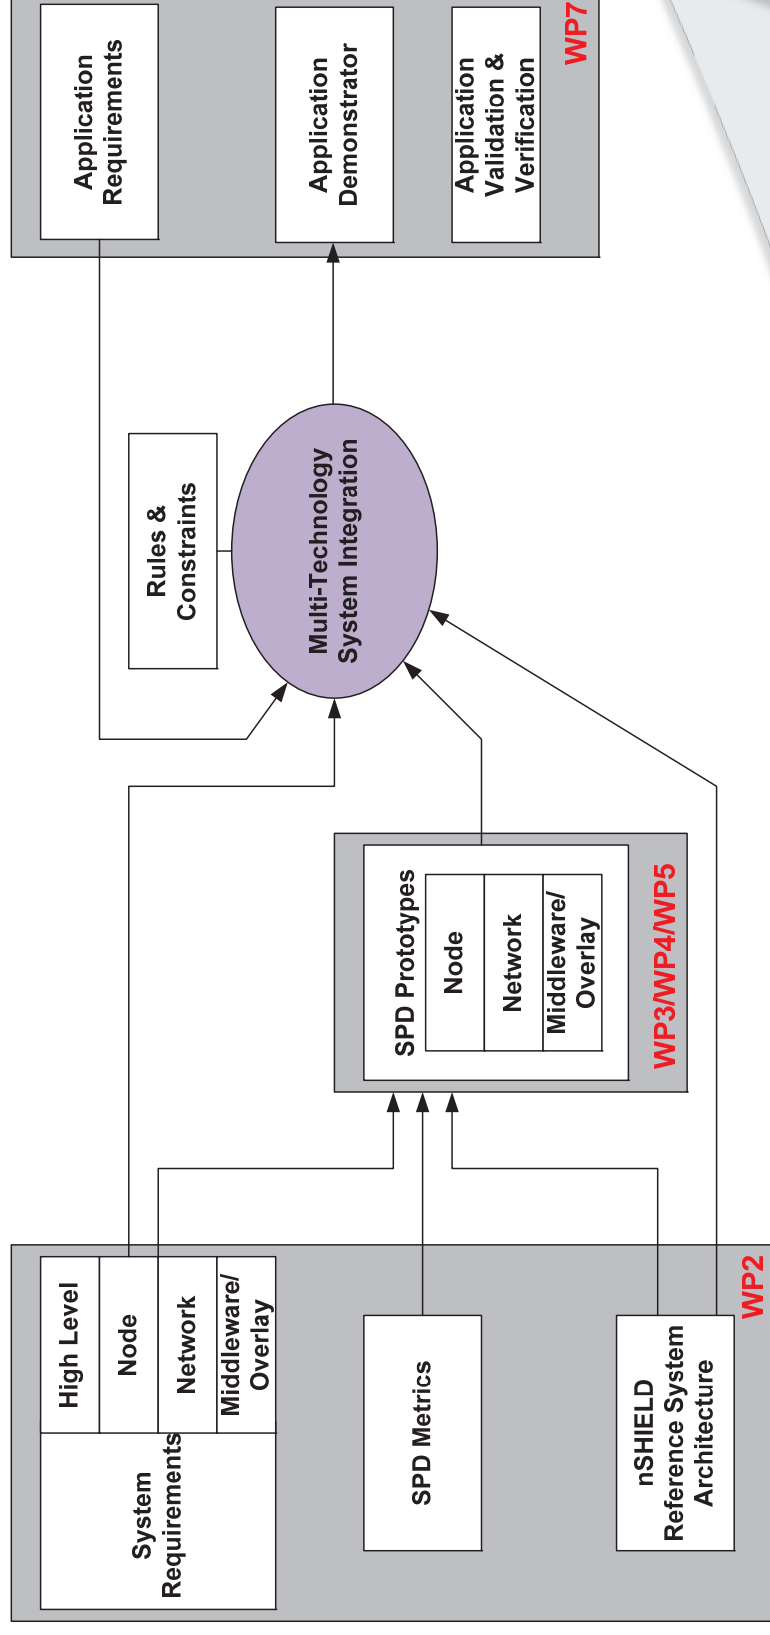 System
Requirements
High Level
Node
Network
Middleware/
Overlay
SPD Metrics
nSHIELD
Reference System
Architecture
WP2
SPD Prototypes
Node
Network
Middleware/
Overlay
WP3/WP4/WP5
Rules &
Constraints
Multi-Technology
System Integration
Application
Requirements
Application
Demonstrator
Application
Validation &
Verification
WP7